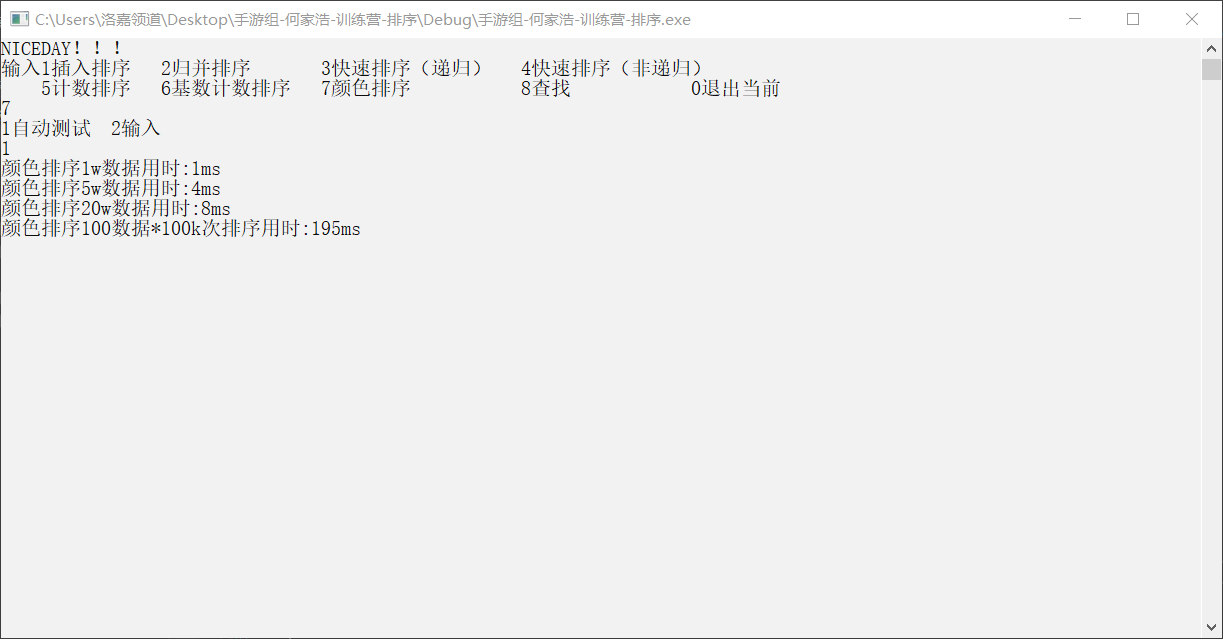 C:\Users\洛嘉领道\Desktop\手游组-何家浩-训练营-排序\Debug\手游组-何家浩-训练营-排序.exe
NICEDAY！！！
输入1插入排序   2归并排序       3快速排序（递归）   4快速排序（非递归）
    5计数排序   6基数计数排序   7颜色排序           8查找            0退出当前
7
1自动测试  2输入
1
颜色排序1w数据用时:1ms
颜色排序5w数据用时:4ms
颜色排序20w数据用时:8ms
颜色排序100数据*100k次排序用时:195ms